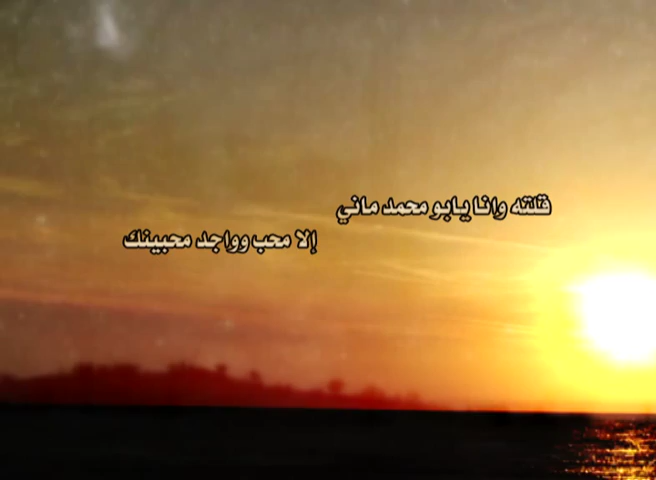 قلته وانا يابو محمد ماني
إلا محب وواجد محبينك